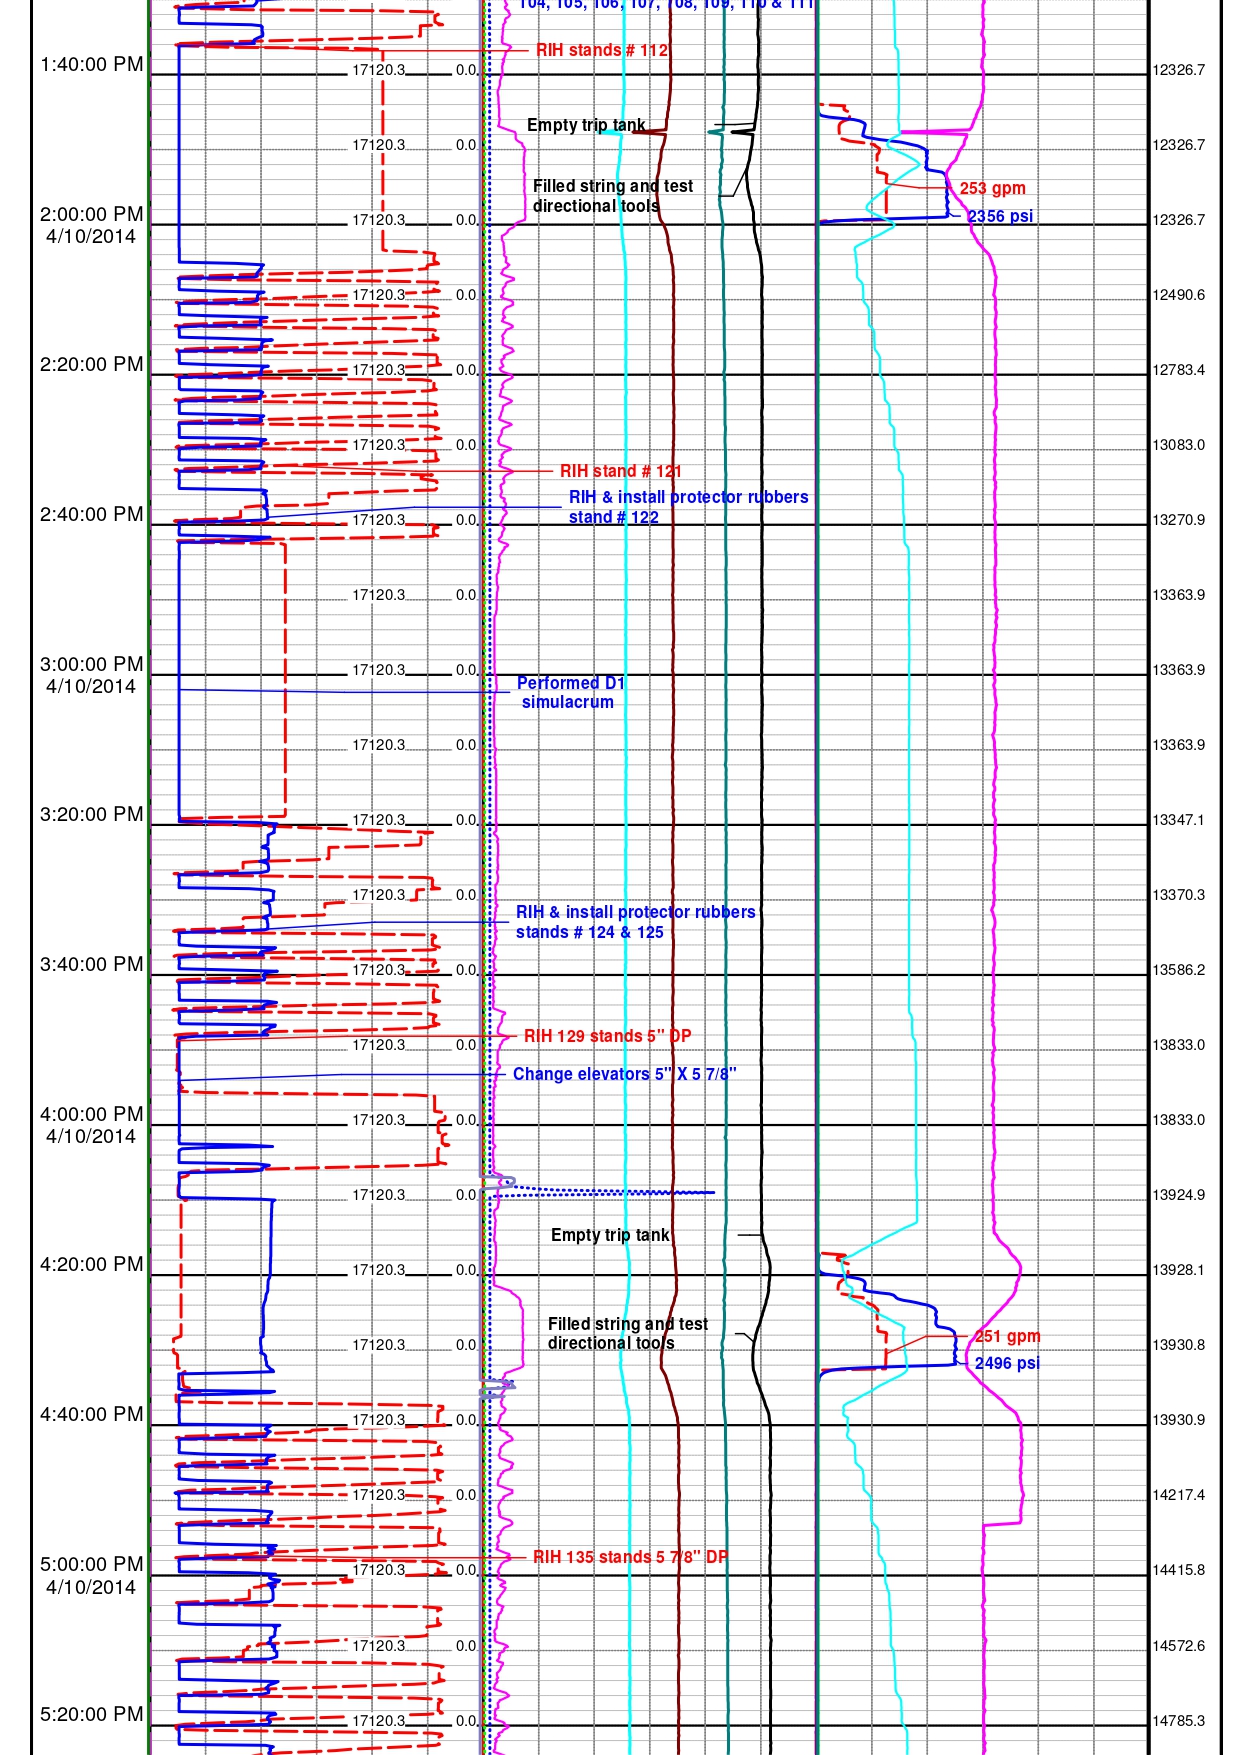 104, 105, 106, 107, 108, 109, 110 & 111
RIH stands # 112
1:40:00 PM 17120.3 0.0 12326.7
Empty trip tank
17120.3 0.0 12326.7
Filled string and test
directional tools
253 gpm
2356 psi
2:00:00 PM 17120.3 0.0 12326.7
4/10/2014
17120.3 0.0 12490.6
2:20:00 PM 17120.3 0.0 12783.4
17120.3 0.0 13083.0
RIH stand # 121
RIH & install protector rubbers
stand # 122
2:40:00 PM 17120.3 0.0 13270.9
17120.3 0.0 13363.9
3:00:00 PM 17120.3 0.0 13363.9
4/10/2014
Performed D1
simulacrum
17120.3 0.0 13363.9
3:20:00 PM 17120.3 0.0 13347.1
17120.3 0.0 13370.3
RIH & install protector rubbers
stands # 124 & 125
3:40:00 PM 17120.3 0.0 13586.2
RIH 129 stands 5" DP
17120.3 0.0 13833.0
Change elevators 5" X 5 7/8"
4:00:00 PM 17120.3 0.0 13833.0
4/10/2014
17120.3 0.0 13924.9
Empty trip tank
4:20:00 PM 17120.3 0.0 13928.1
Filled string and test
directional tools
251 gpm
2496 psi
17120.3 0.0 13930.8
4:40:00 PM 17120.3 0.0 13930.9
17120.3 0.0 14217.4
RIH 135 stands 5 7/8" DP
5:00:00 PM 17120.3 0.0 14415.8
4/10/2014
17120.3 0.0 14572.6
5:20:00 PM 17120.3 0.0 14785.3